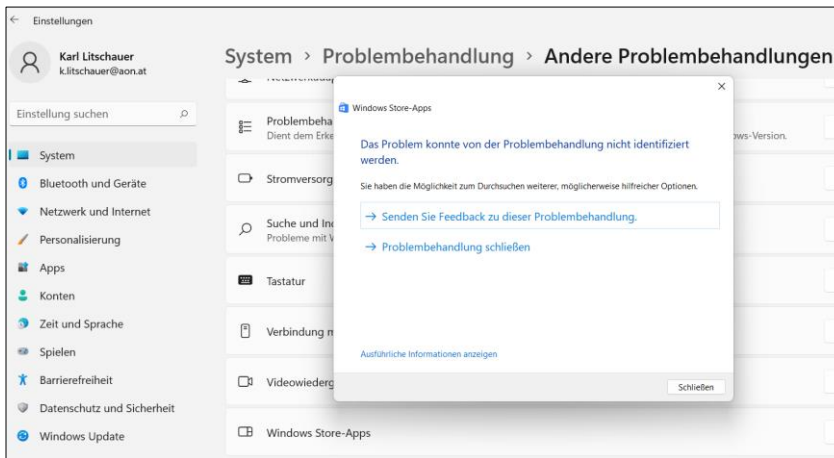 Einstellungen
Karl Litschauer
k.litschauer@aon.at
Einstellung suchen
System
Bluetooth und Geräte
Netzwerk und Internet
Personalisierung
Apps
Konten
Zeit und Sprache
Spielen
Barrierefreiheit
Datenschutz und Sicherheit
Windows Update
System > Problembehandlung > Andere Problembehandlungen
Problembeha
Dient dem Erke
ows-Version.
Stromversorg
Suche und In
Probleme mit
Tastatur
Verbindung
Videowiederg
Windows Store-Apps
Windows Store-Apps
Das Problem konnte von der Problembehandlung nicht identifiziert
werden.
Sie haben die Möglichkeit zum Durchsuchen weiterer, möglicherweise hilfreicher Optionen.
→ Senden Sie Feedback zu dieser Problembehandlung.
→ Problembehandlung schließen
Ausführliche Informationen anzeigen
Schließen